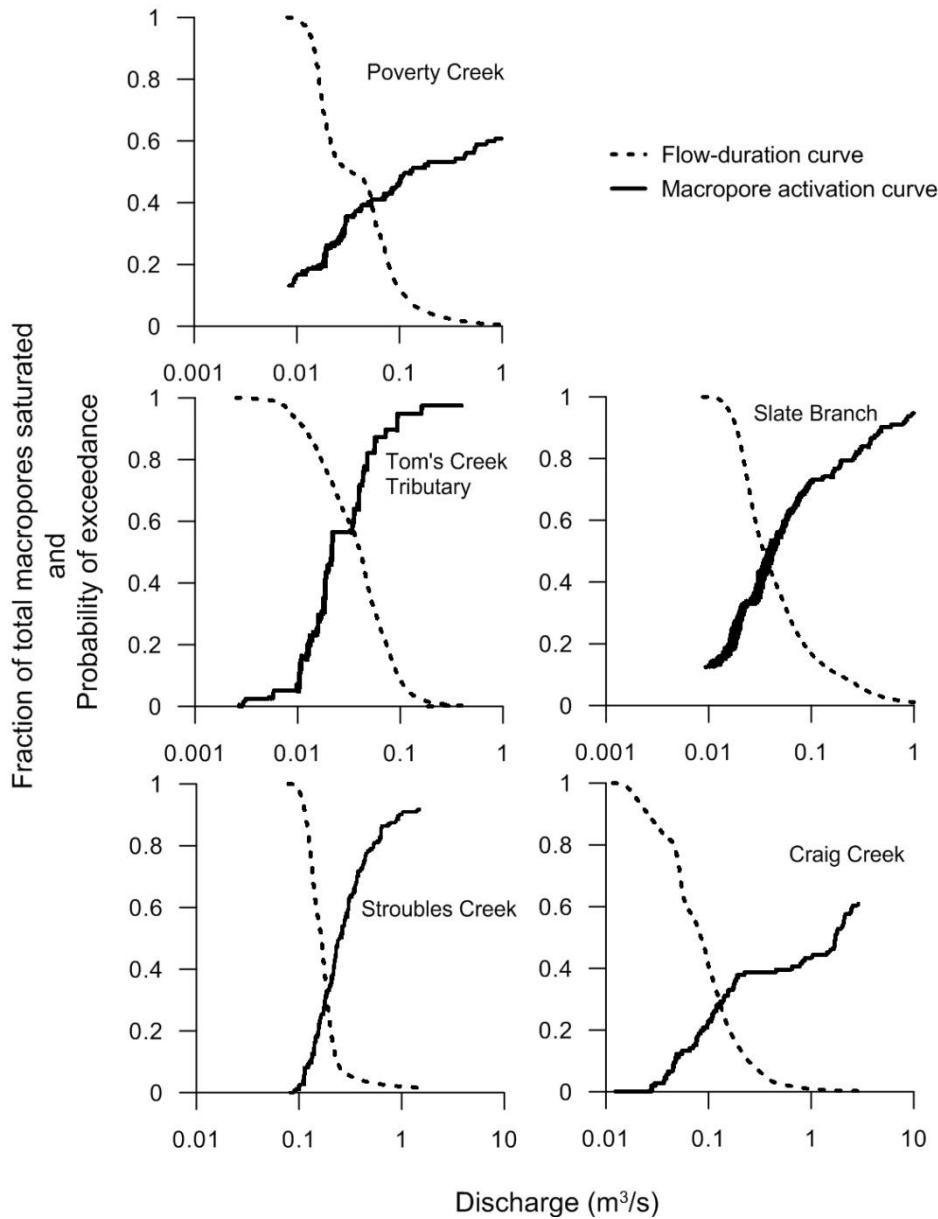 Fraction of total macropores saturated
and
Probability of exceedance
1
0.8
0.6
0.4
0.2
0
Poverty Creek
0.001 0.01 0.1 1
Flow-duration curve
Macropore activation curve
1
0.8
0.6
0.4
0.2
0
Tom's Creek
Tributary
0.001 0.01 0.1 1
1
0.8
0.6
0.4
0.2
0
Slate Branch
0.001 0.01 0.1 1
1
0.8
0.6
0.4
0.2
0
Stroubles Creek
0.01 0.1 1 10
1
0.8
0.6
0.4
0.2
0
Craig Creek
0.01 0.1 1 10
Discharge (m³/s)